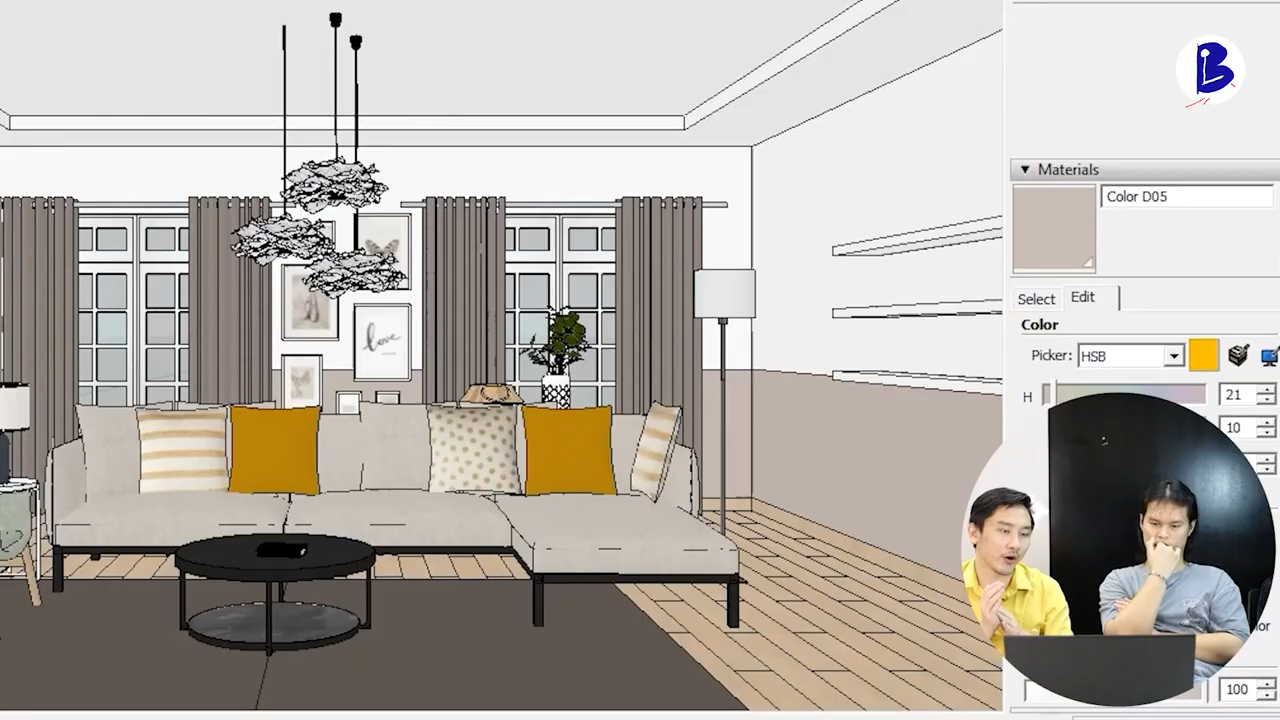 B
Materials
Color D05
Select
Edit
Color
Picker:
HSB
H
21
10
love
100